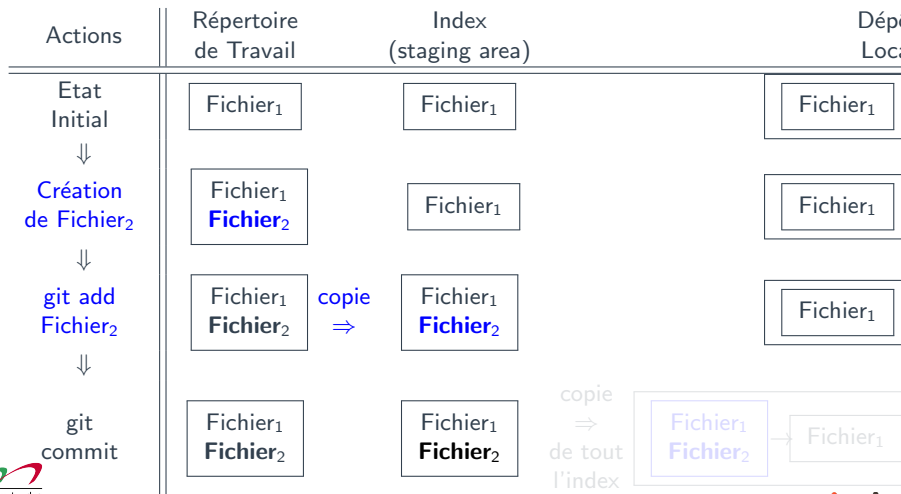 Actions
Répertoire
de Travail
Index
(staging area)
Etat
Initial
Fichier₁
Fichier₁
Fichier₁
⇓
Création
de Fichier₂
Fichier₁
Fichier₂
Fichier₁
Fichier₁
⇓
git add
Fichier₂
Fichier₁
Fichier₂
copie
⇒
Fichier₁
Fichier₂
Fichier₁
⇓
git
commit
Fichier₁
Fichier₂
Fichier₁
Fichier₂
copie
⇒
de tout
l'index
Fichier₁
Fichier₂
→
Fichier₁